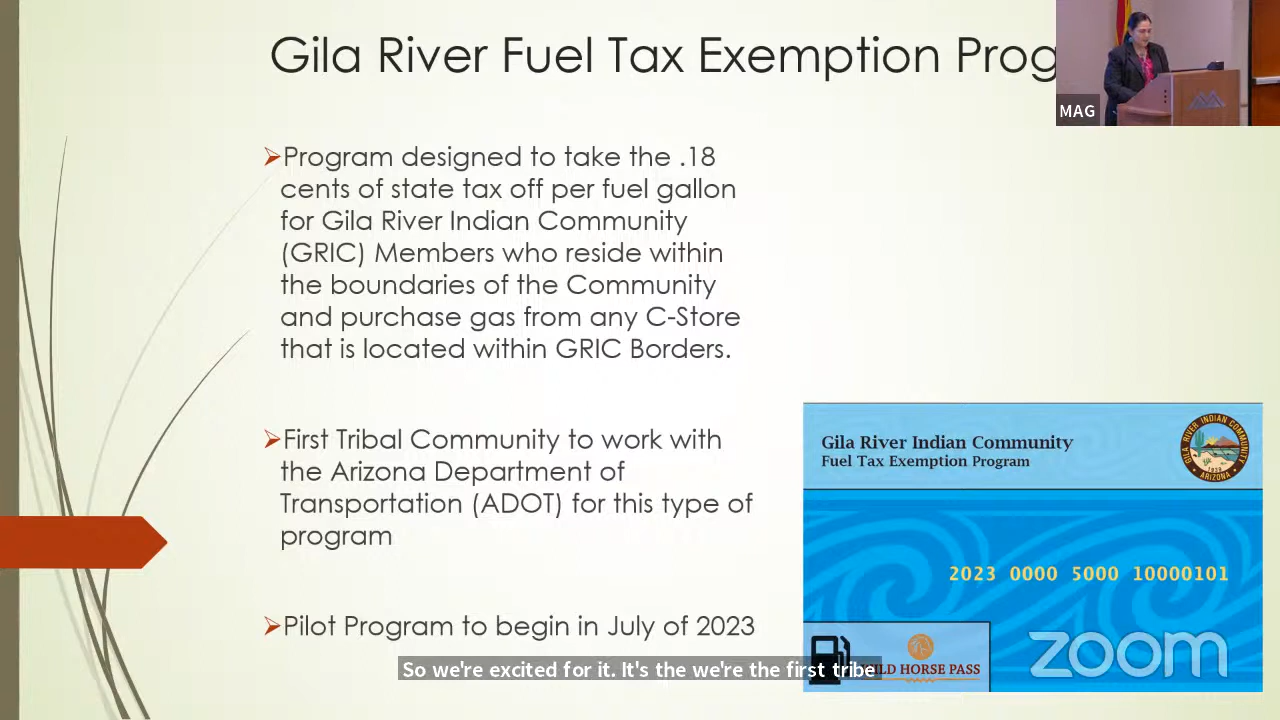 Gila River Fuel Tax Exemption Prog
MAG
➢Program designed to take the .18
cents of state tax off per fuel gallon
for Gila River Indian Community
(GRIC) Members who reside within
the boundaries of the Community
and purchase gas from any C-Store
that is located within GRIC Borders.
➢First Tribal Community to work with
the Arizona Department of
Transportation (ADOT) for this type of
program
➢Pilot Program to begin in July of 2023
Gila River Indian Community
Fuel Tax Exemption Program
GILA RIVER INDIAN COMMUNITY
ARIZONA
2023 0000 5000 10000101
HORSE PASS
zoom
So we're excited for it. It's the we're the first tribe